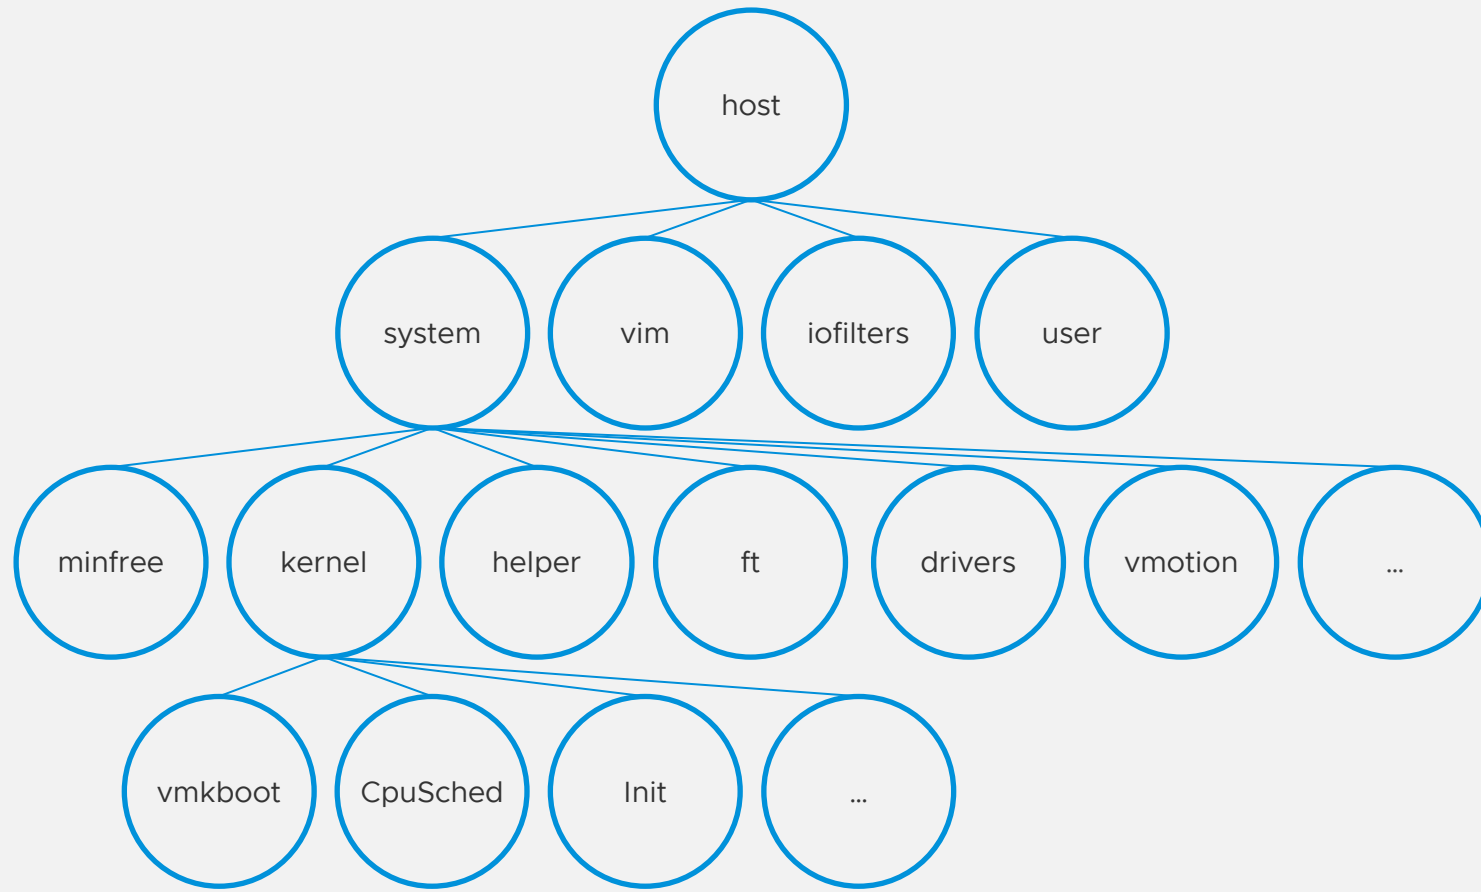 host
system
vim
iofilters
user
minfree
kernel
helper
ft
drivers
vmotion
...
vmkboot
CpuSched
Init
...